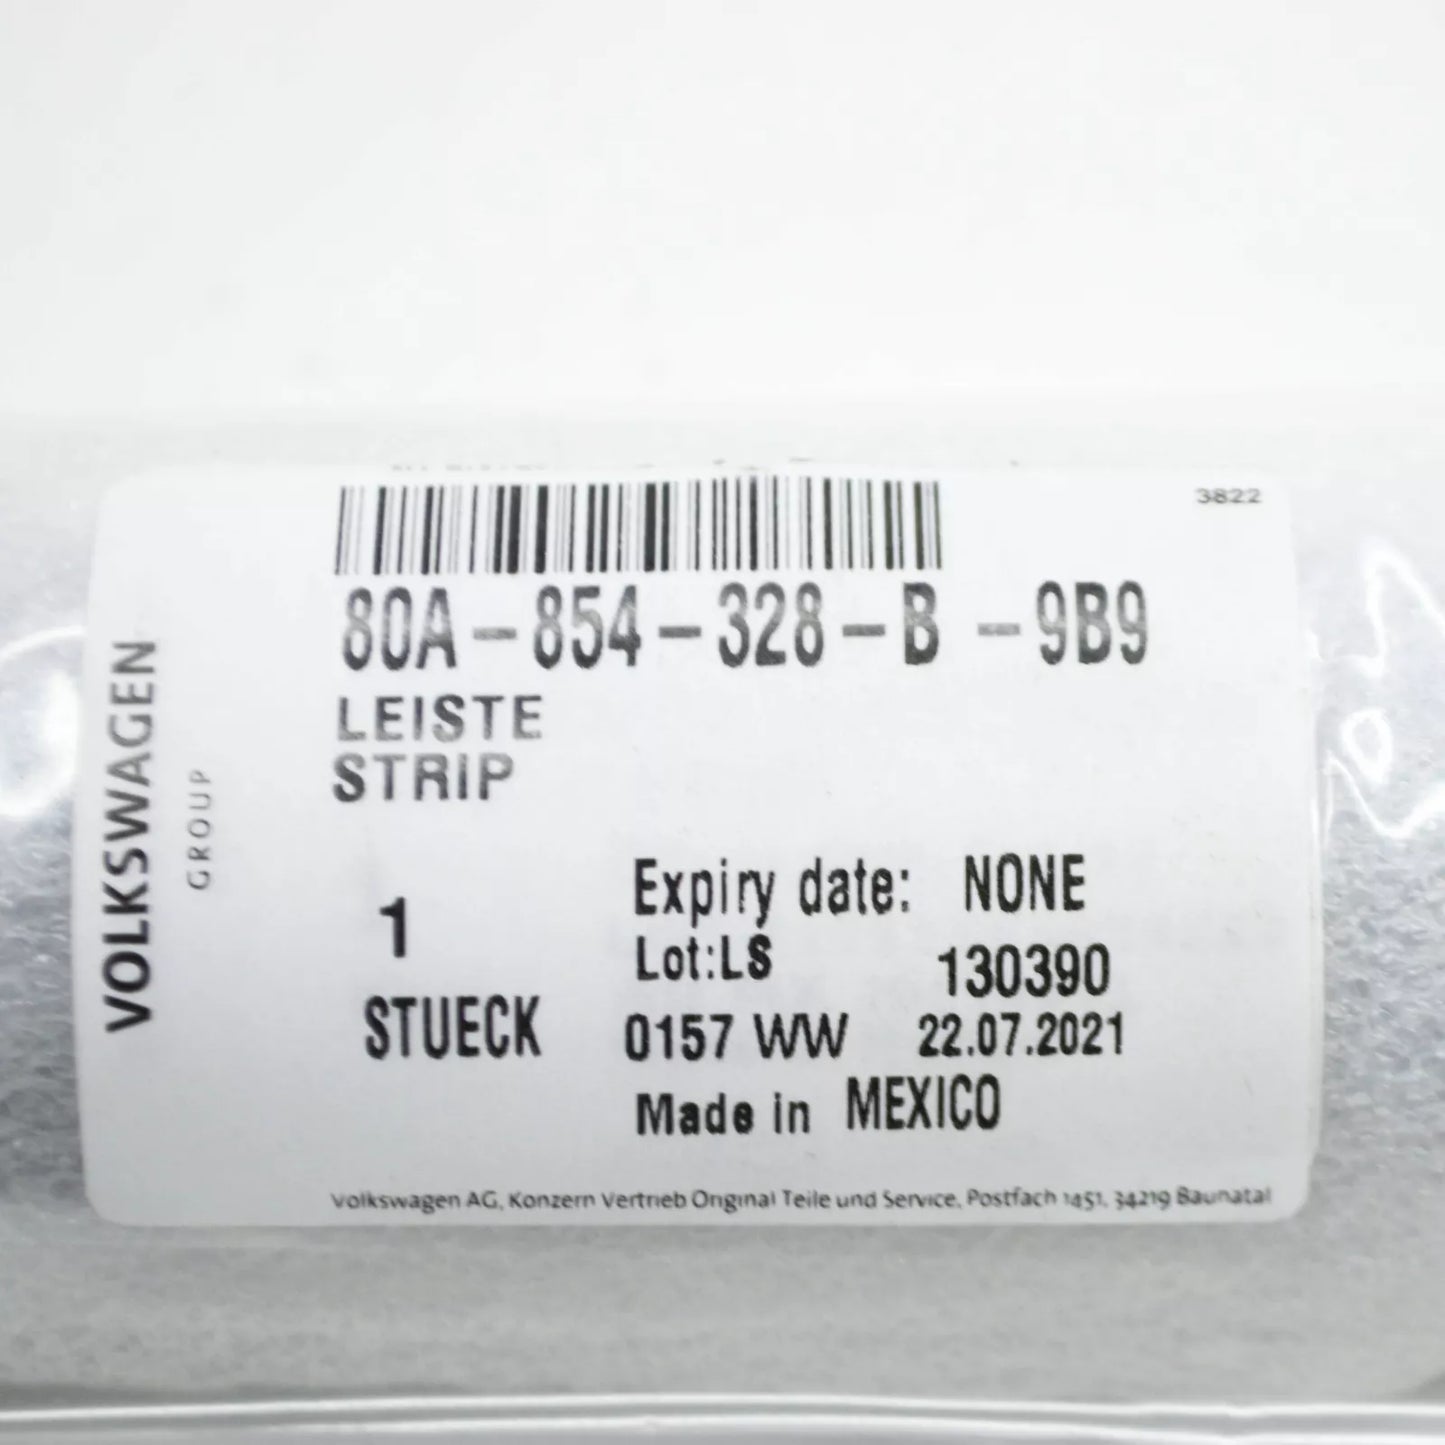 3822
80A-854-328-B -9B9
LEISTE
STRIP
VOLKSWAGEN
GROUP
1
STUECK
Expiry date: NONE
Lot:LS 130390
0157 WW 22.07.2021
Made in MEXICO
Volkswagen AG, Konzern Vertrieb Original Teile und Service, Postfach 1451, 34219 Baunatal